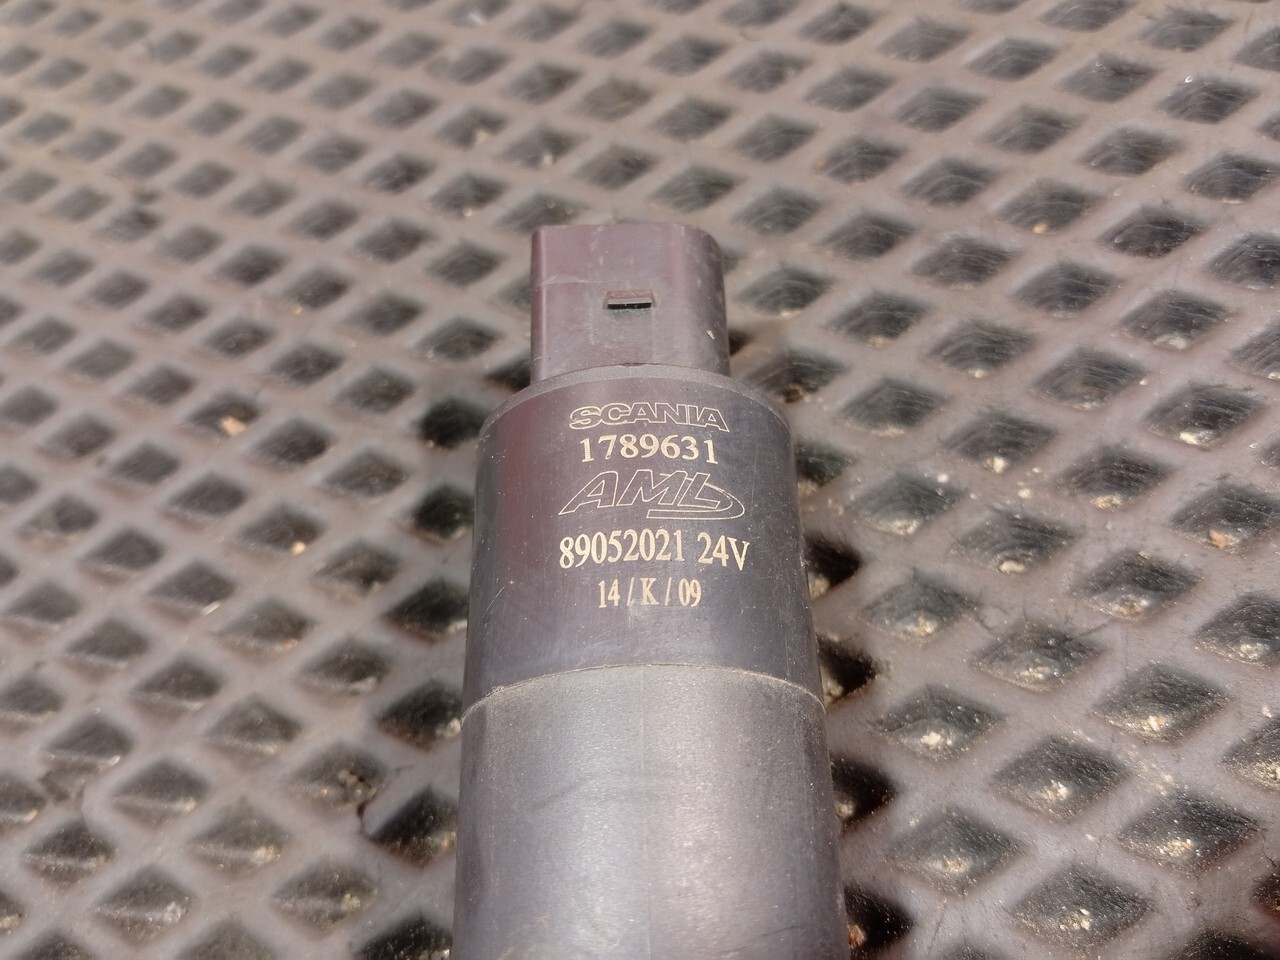 SCANIA
1789631
AML
89052021 24V
14 / K / 09